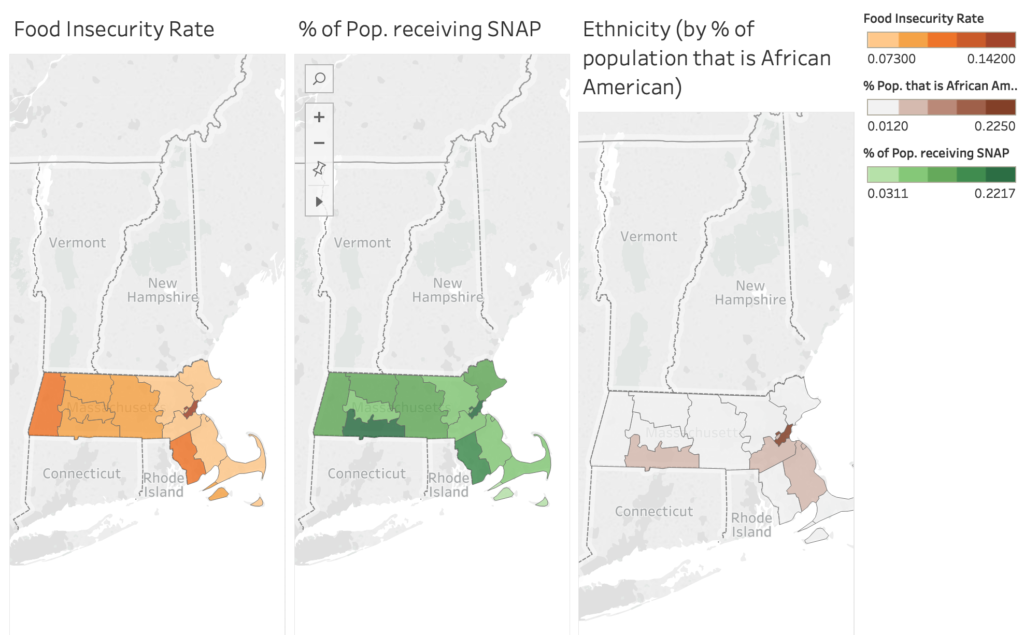 Food Insecurity Rate
% of Pop. receiving SNAP
Ethnicity (by % of
population that is African
American)
Food Insecurity Rate
0.07300 0.14200
% Pop. that is African Am..
0.0120 0.2250
% of Pop. receiving SNAP
0.0311 0.2217
Vermont
New
Hampshire
Massachusetts
Connecticut
Rhode
Island
Vermont
New
Hampshire
Massachusetts
Connecticut
Rhode
Island
Vermont
New
Hampshire
Massachusetts
Connecticut
Rhode
Island